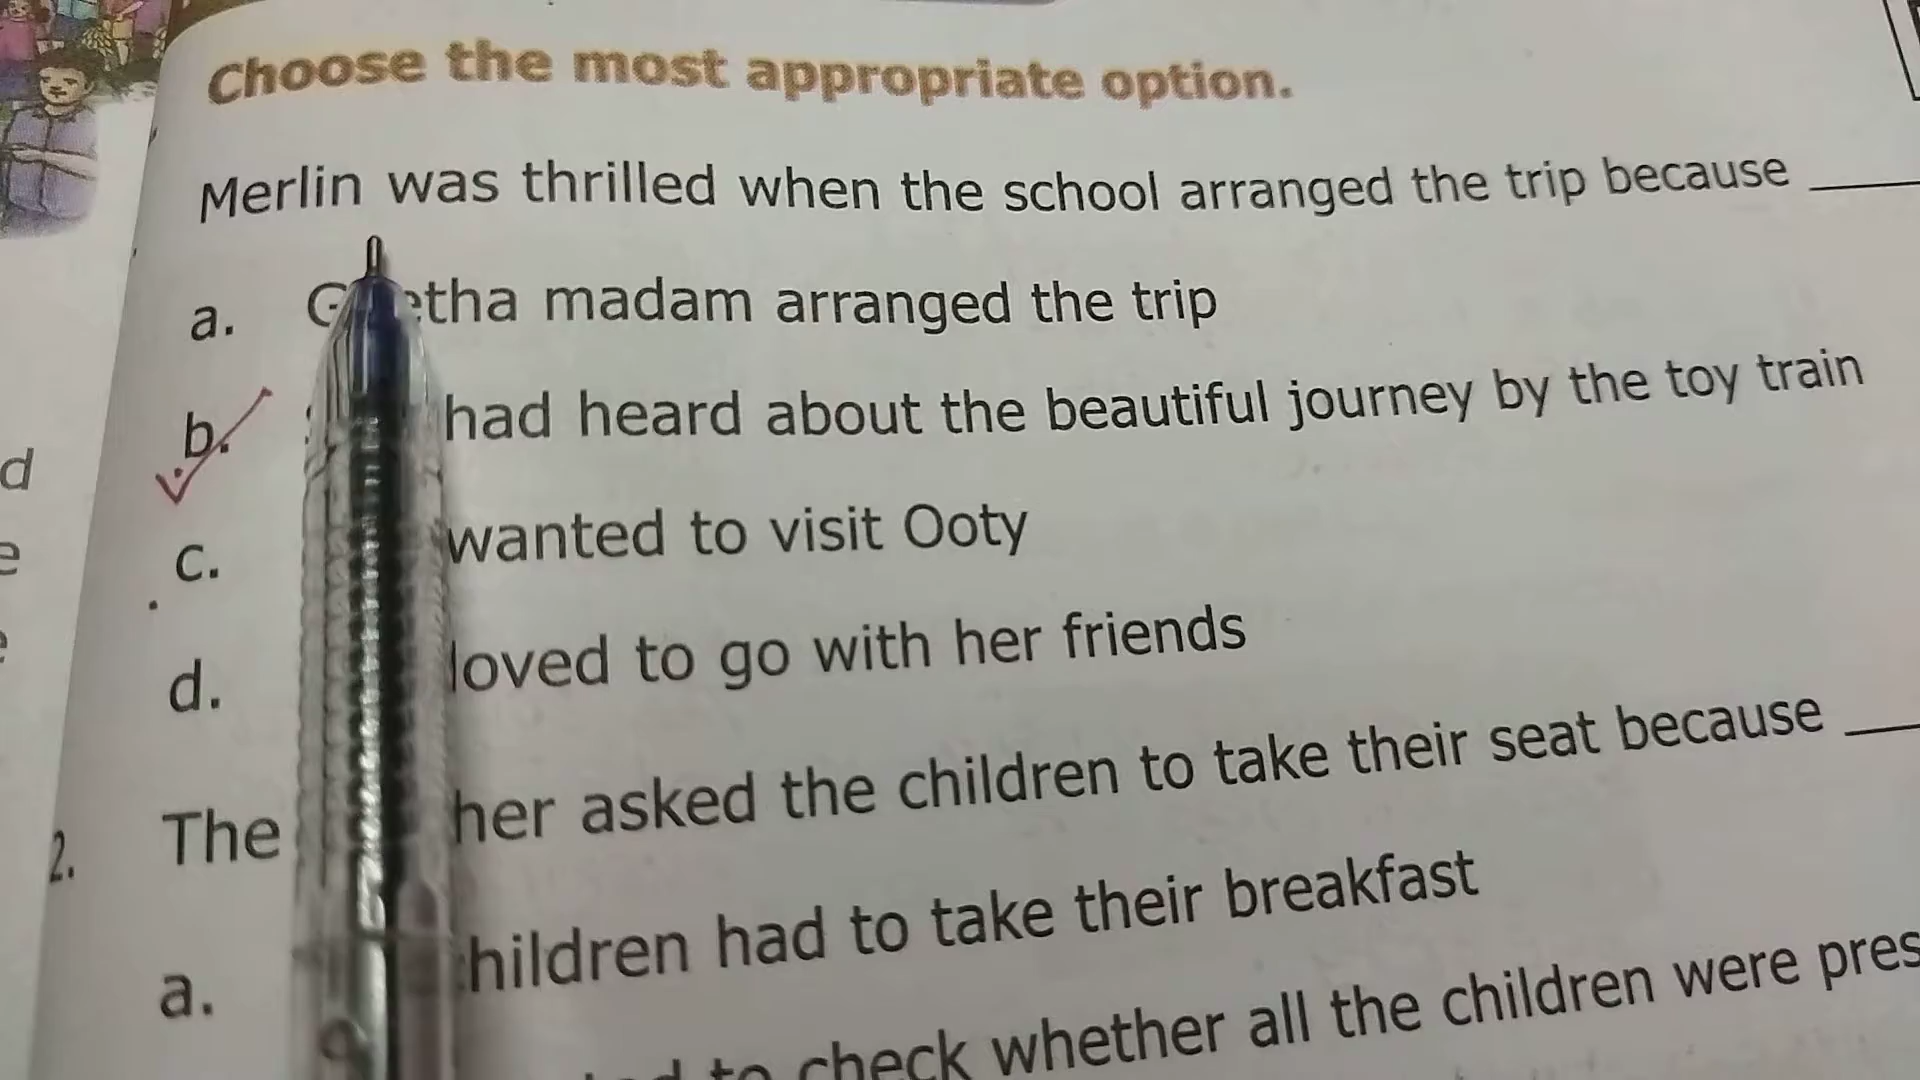 Choose the most appropriate option.
Merlin was thrilled when the school arranged the trip because
a. arranged the trip madam
b. had heard about the beautiful journey by the toy train
c. wanted to visit Ooty
d. loved to go with her friends
2. The asked the children to take their seat because
a. had to take their breakfast
to check whether all the children were